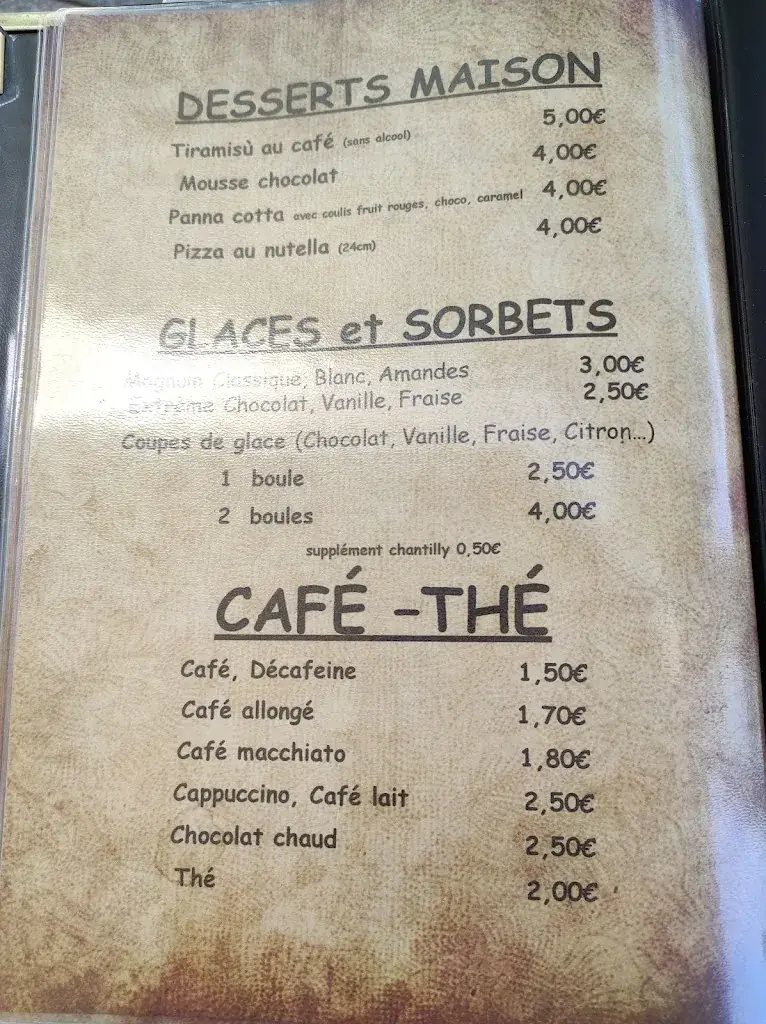 DESSERTS MAISON
Tiramisù au café (sans alcool) 5,00€
Mousse chocolat 4,00€
Panna cotta avec coulis fruit rouges, choco, caramel 4,00€
Pizza au nutella (24cm) 4,00€
GLACES et SORBETS
Magnum Classique, Blanc, Amandes 3,00€
Extrême Chocolat, Vanille, Fraise 2,50€
Coupes de glace (Chocolat, Vanille, Fraise, Citron...)
1 boule 2,50€
2 boules 4,00€
supplément chantilly 0,50€
CAFÉ -THÉ
Café, Décafeine 1,50€
Café allongé 1,70€
Café macchiato 1,80€
Cappuccino, Café lait 2,50€
Chocolat chaud 2,50€
Thé 2,00€